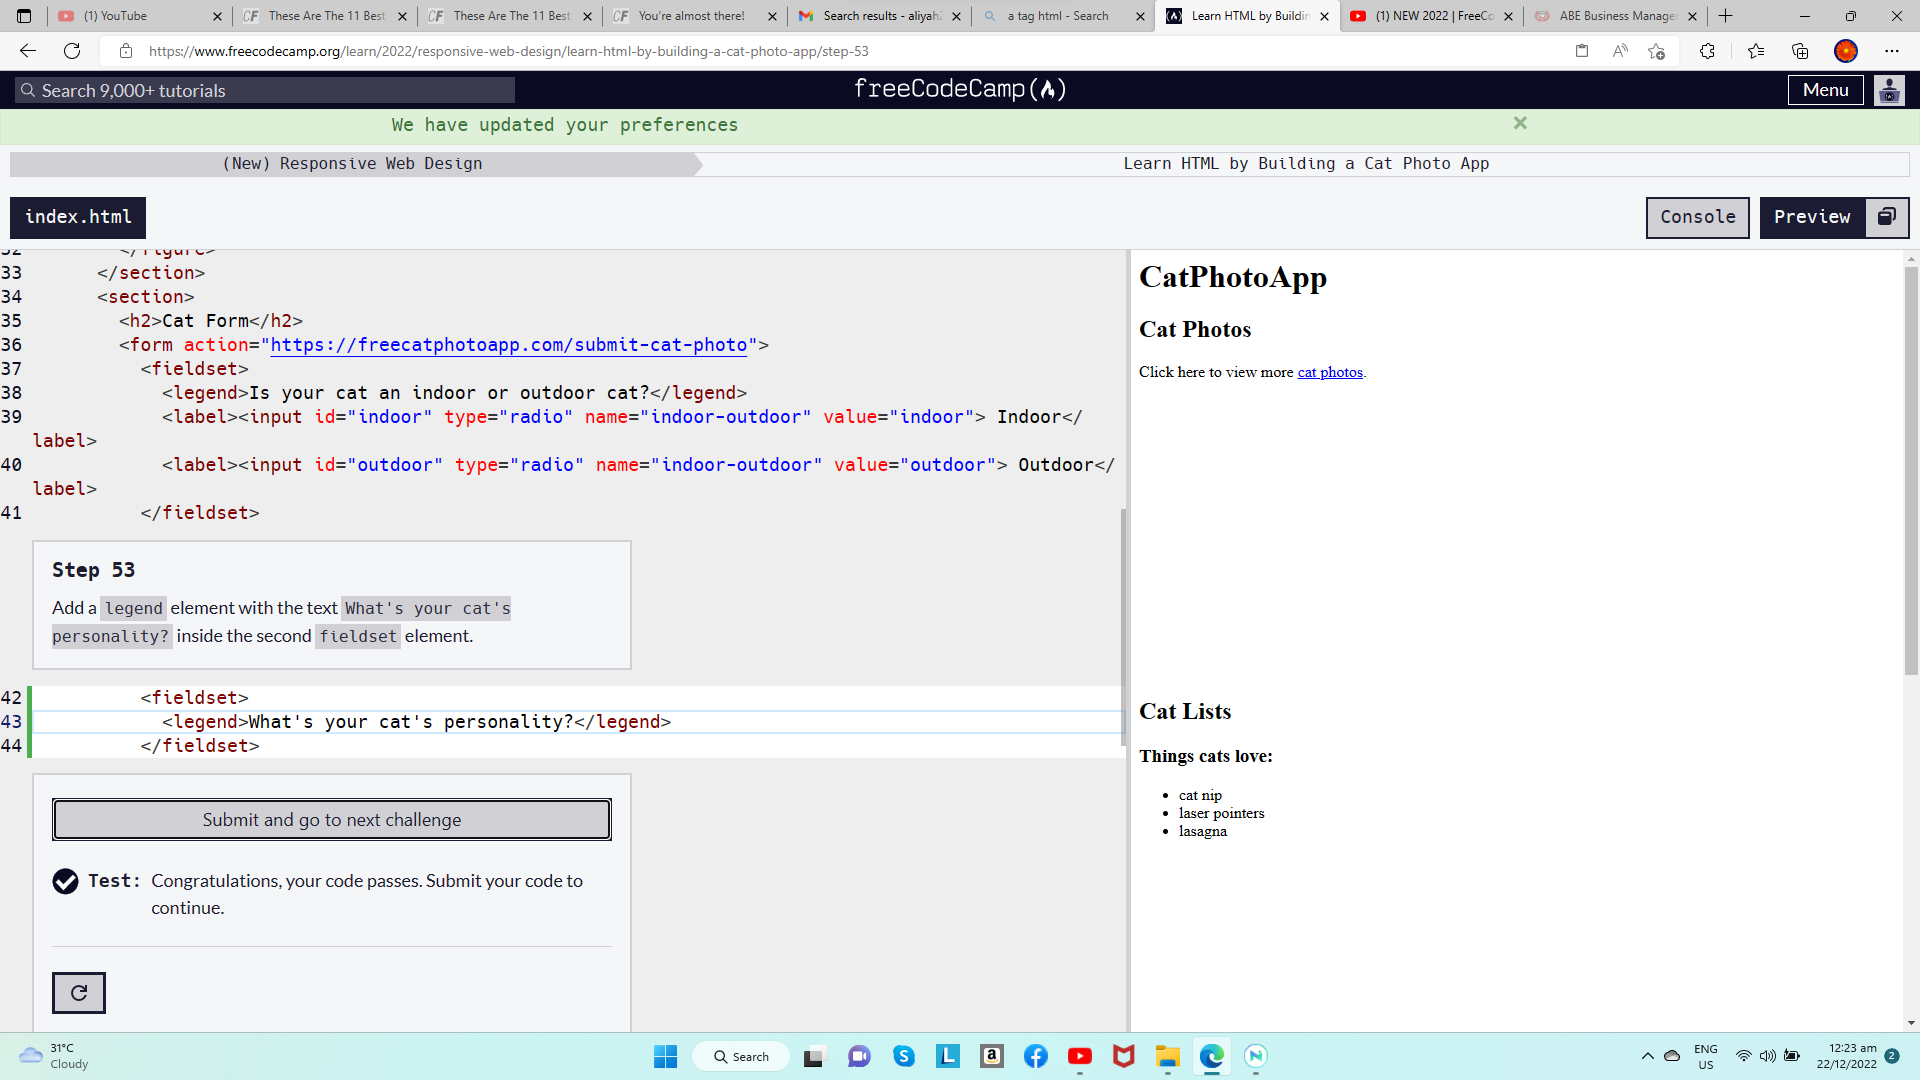 (1) YouTube
These Are The 11 Best
These Are The 11 Best
You're almost there!
Search results - aliyah
a tag html - Search
Learn HTML by Buildin
(1) NEW 2022 | FreeCo
ABE Business Manage
https://www.freecodecamp.org/learn/2022/responsive-web-design/learn-html-by-building-a-cat-photo-app/step-53
Search 9,000+ tutorials
freeCodeCamp
Menu
We have updated your preferences
(New) Responsive Web Design
Learn HTML by Building a Cat Photo App
index.html
Console
Preview
32 </figure>
33 </section>
34 <section>
35 <h2>Cat Form</h2>
36 <form action="https://freecatphotoapp.com/submit-cat-photo">
37 <fieldset>
38 <legend>Is your cat an indoor or outdoor cat?</legend>
39 <label><input id="indoor" type="radio" name="indoor-outdoor" value="indoor"> Indoor</
label>
40 <label><input id="outdoor" type="radio" name="indoor-outdoor" value="outdoor"> Outdoor</
label>
41 </fieldset>
Step 53
Add a legend element with the text What's your cat's
personality? inside the second fieldset element.
42 <fieldset>
43 <legend>What's your cat's personality?</legend>
44 </fieldset>
Submit and go to next challenge
Test: Congratulations, your code passes. Submit your code to
continue.
CatPhotoApp
Cat Photos
Click here to view more cat photos.
Cat Lists
Things cats love:
cat nip
laser pointers
lasagna
31°C
Cloudy
Search
ENG
US
12:23 am
22/12/2022
2